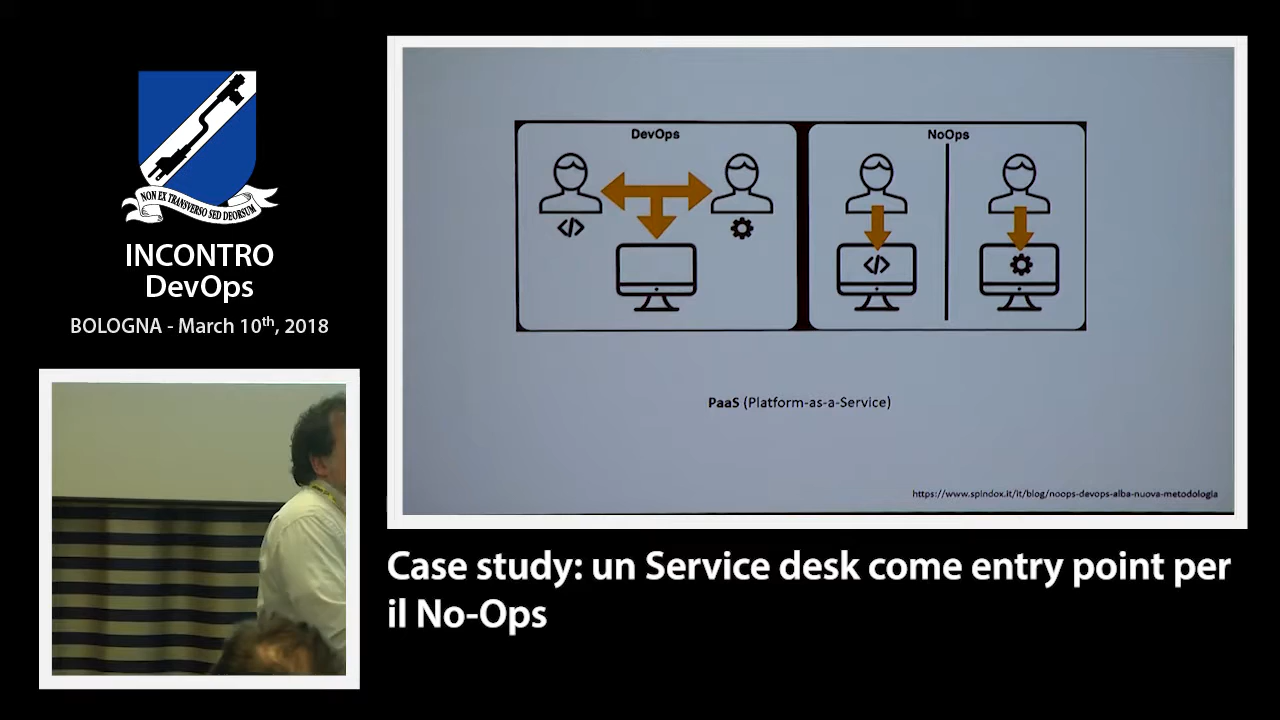 NON EX TRANSVERSO SED DEORSUM
INCONTRO
DevOps
BOLOGNA - March 10th, 2018
DevOps
NoOps
</>
</>
PaaS (Platform-as-a-Service)
https://www.spindox.it/it/blog/noops-devops-alba-nuova-metodologia
Case study: un Service desk come entry point per
il No-Ops